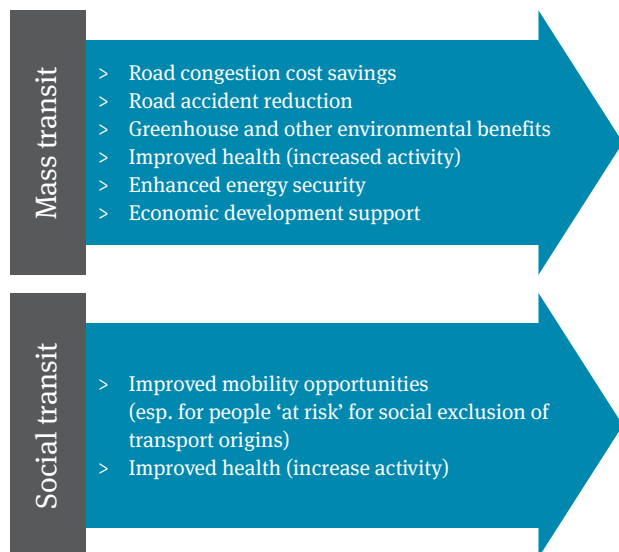 Mass transit
> Road congestion cost savings
> Road accident reduction
> Greenhouse and other environmental benefits
> Improved health (increased activity)
> Enhanced energy security
> Economic development support
Social transit
> Improved mobility opportunities
(esp. for people ‘at risk’ for social exclusion of
transport origins)
> Improved health (increase activity)